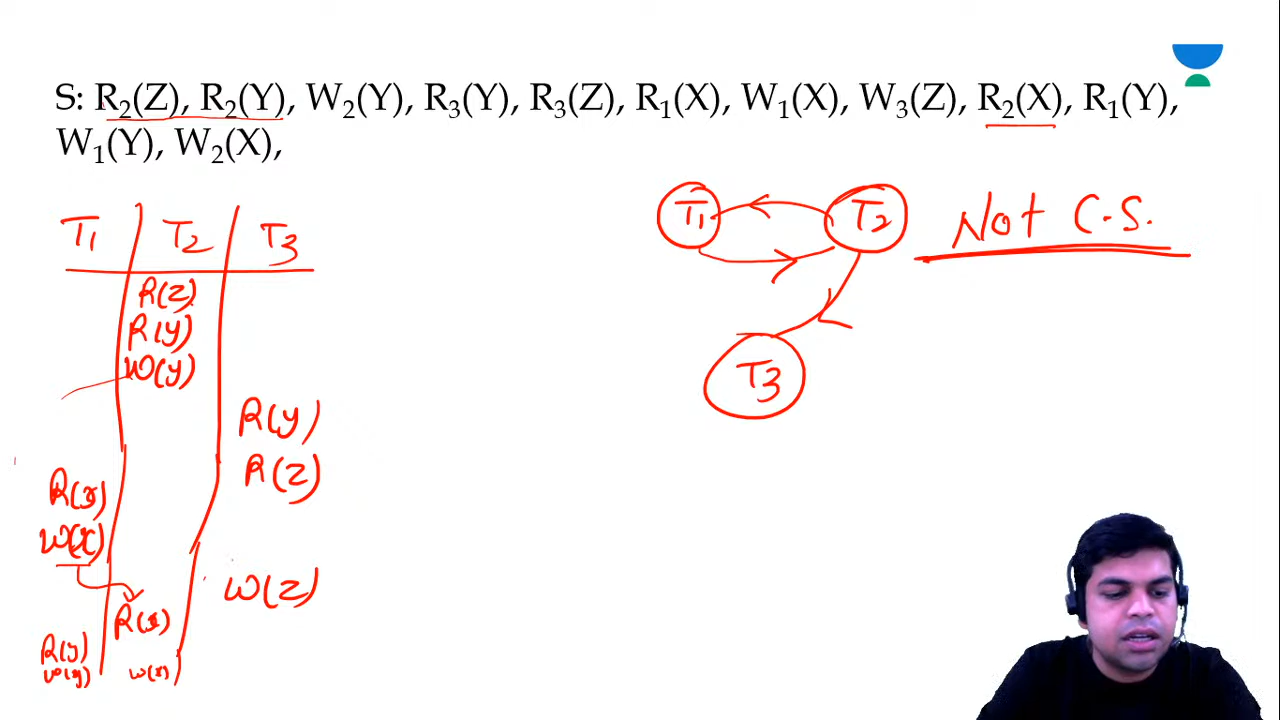 S: R₂(Z), R₂(Y), W₂(Y), R₃(Y), R₃(Z), R₁(X), W₁(X), W₃(Z), R₂(X), R₁(Y),
W₁(Y), W₂(X),
T₁ T₂ T₃
R(Z)
R(y)
W(y)
R(y)
R(z)
R(x)
W(x)
W(z)
R(x)
R(y)
W(y) W(x)
T₁ T₂ Not C.S.
T₃